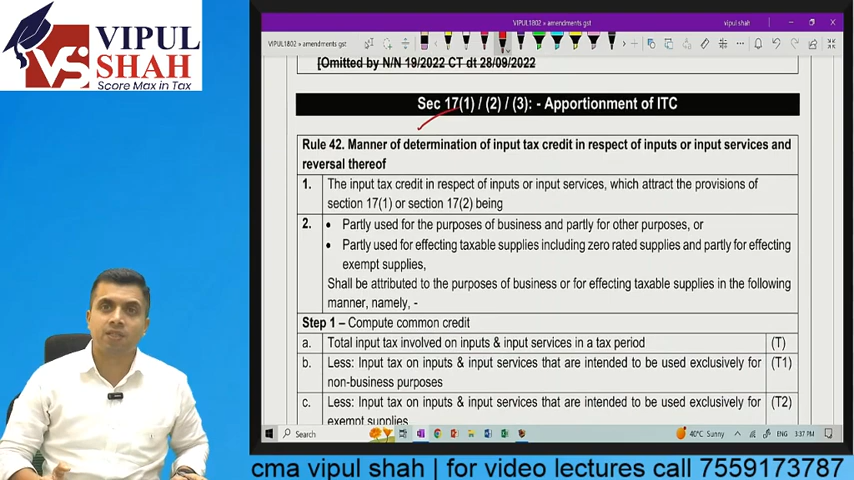 VIPUL
SHAH
Score Max in Tax
VS
VIPUL1802 » amendments gst
vipul shah
VIPUL1802 » amendments gst
[Omitted by N/N 19/2022 CT dt 28/09/2022
Sec 17(1) / (2) / (3): - Apportionment of ITC
Rule 42. Manner of determination of input tax credit in respect of inputs or input services and
reversal thereof
1. The input tax credit in respect of inputs or input services, which attract the provisions of
section 17(1) or section 17(2) being
2. • Partly used for the purposes of business and partly for other purposes, or
• Partly used for effecting taxable supplies including zero rated supplies and partly for effecting
exempt supplies,
Shall be attributed to the purposes of business or for effecting taxable supplies in the following
manner, namely, -
Step 1 – Compute common credit
a. Total input tax involved on inputs & input services in a tax period (T)
b. Less: Input tax on inputs & input services that are intended to be used exclusively for (T1)
non-business purposes
c. Less: Input tax on inputs & input services that are intended to be used exclusively for (T2)
exempt supplies
Search
40°C Sunny
ENG
3:37 PM
cma vipul shah | for video lectures call 7559173787